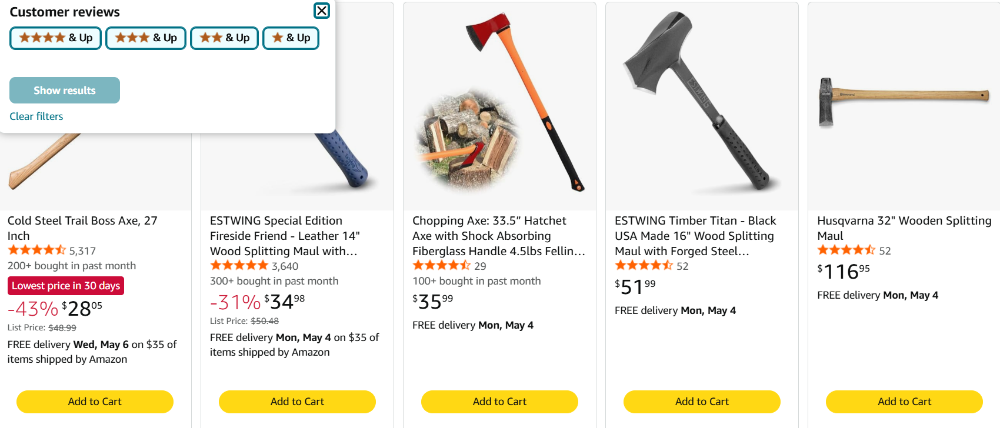 Customer reviews
& Up
& Up
& Up
& Up
Show results
Clear filters
ESTWING
USA
Husqvarna
Cold Steel Trail Boss Axe, 27
Inch
5,317
200+ bought in past month
Lowest price in 30 days
-43% $2805
List Price: $48.99
FREE delivery Wed, May 6 on $35 of
items shipped by Amazon
Add to Cart
ESTWING Special Edition
Fireside Friend - Leather 14"
Wood Splitting Maul with...
3,640
300+ bought in past month
-31% $3498
List Price: $50.48
FREE delivery Mon, May 4 on $35 of
items shipped by Amazon
Add to Cart
Chopping Axe: 33.5” Hatchet
Axe with Shock Absorbing
Fiberglass Handle 4.5lbs Fellin...
29
100+ bought in past month
$3599
FREE delivery Mon, May 4
Add to Cart
ESTWING Timber Titan - Black
USA Made 16" Wood Splitting
Maul with Forged Steel...
52
$5199
FREE delivery Mon, May 4
Add to Cart
Husqvarna 32" Wooden Splitting
Maul
52
$11695
FREE delivery Mon, May 4
Add to Cart